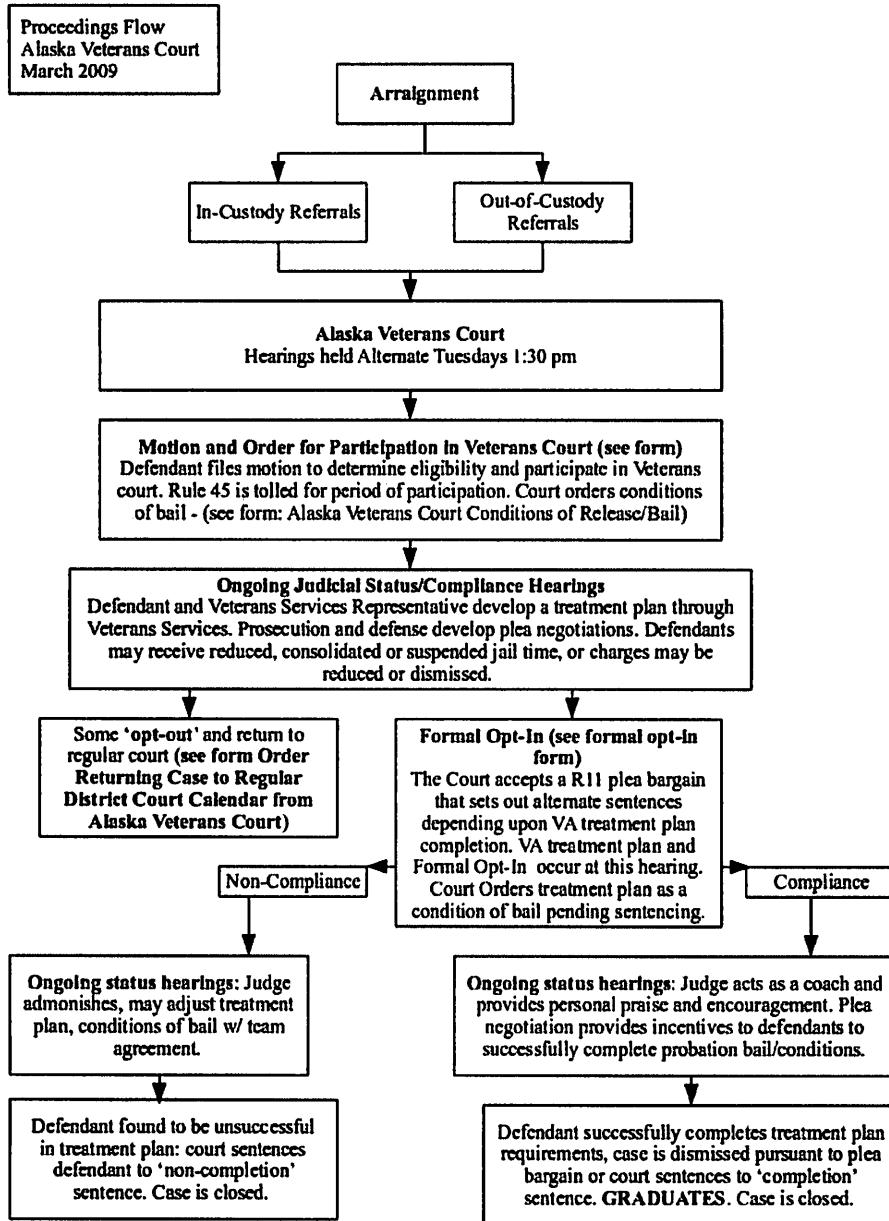 Proceedings Flow
Alaska Veterans Court
March 2009
Arraignment
In-Custody Referrals
Out-of-Custody
Referrals
Alaska Veterans Court
Hearings held Alternate Tuesdays 1:30 pm
Motion and Order for Participation in Veterans Court (see form)
Defendant files motion to determine eligibility and participate in Veterans
court. Rule 45 is tolled for period of participation. Court orders conditions
of bail - (see form: Alaska Veterans Court Conditions of Release/Bail)
Ongoing Judicial Status/Compliance Hearings
Defendant and Veterans Services Representative develop a treatment plan through
Veterans Services. Prosecution and defense develop plea negotiations. Defendants
may receive reduced, consolidated or suspended jail time, or charges may be
reduced or dismissed.
Some ‘opt-out’ and return to
regular court (see form Order
Returning Case to Regular
District Court Calendar from
Alaska Veterans Court)
Formal Opt-In (see formal opt-in
form)
The Court accepts a R11 plea bargain
that sets out alternate sentences
depending upon VA treatment plan
completion. VA treatment plan and
Formal Opt-In occur at this hearing.
Court Orders treatment plan as a
condition of bail pending sentencing.
Non-Compliance
Compliance
Ongoing status hearings: Judge
admonishes, may adjust treatment
plan, conditions of bail w/ team
agreement.
Ongoing status hearings: Judge acts as a coach and
provides personal praise and encouragement. Plea
negotiation provides incentives to defendants to
successfully complete probation bail/conditions.
Defendant found to be unsuccessful
in treatment plan: court sentences
defendant to ‘non-completion’
sentence. Case is closed.
Defendant successfully completes treatment plan
requirements, case is dismissed pursuant to plea
bargain or court sentences to ‘completion’
sentence. GRADUATES. Case is closed.